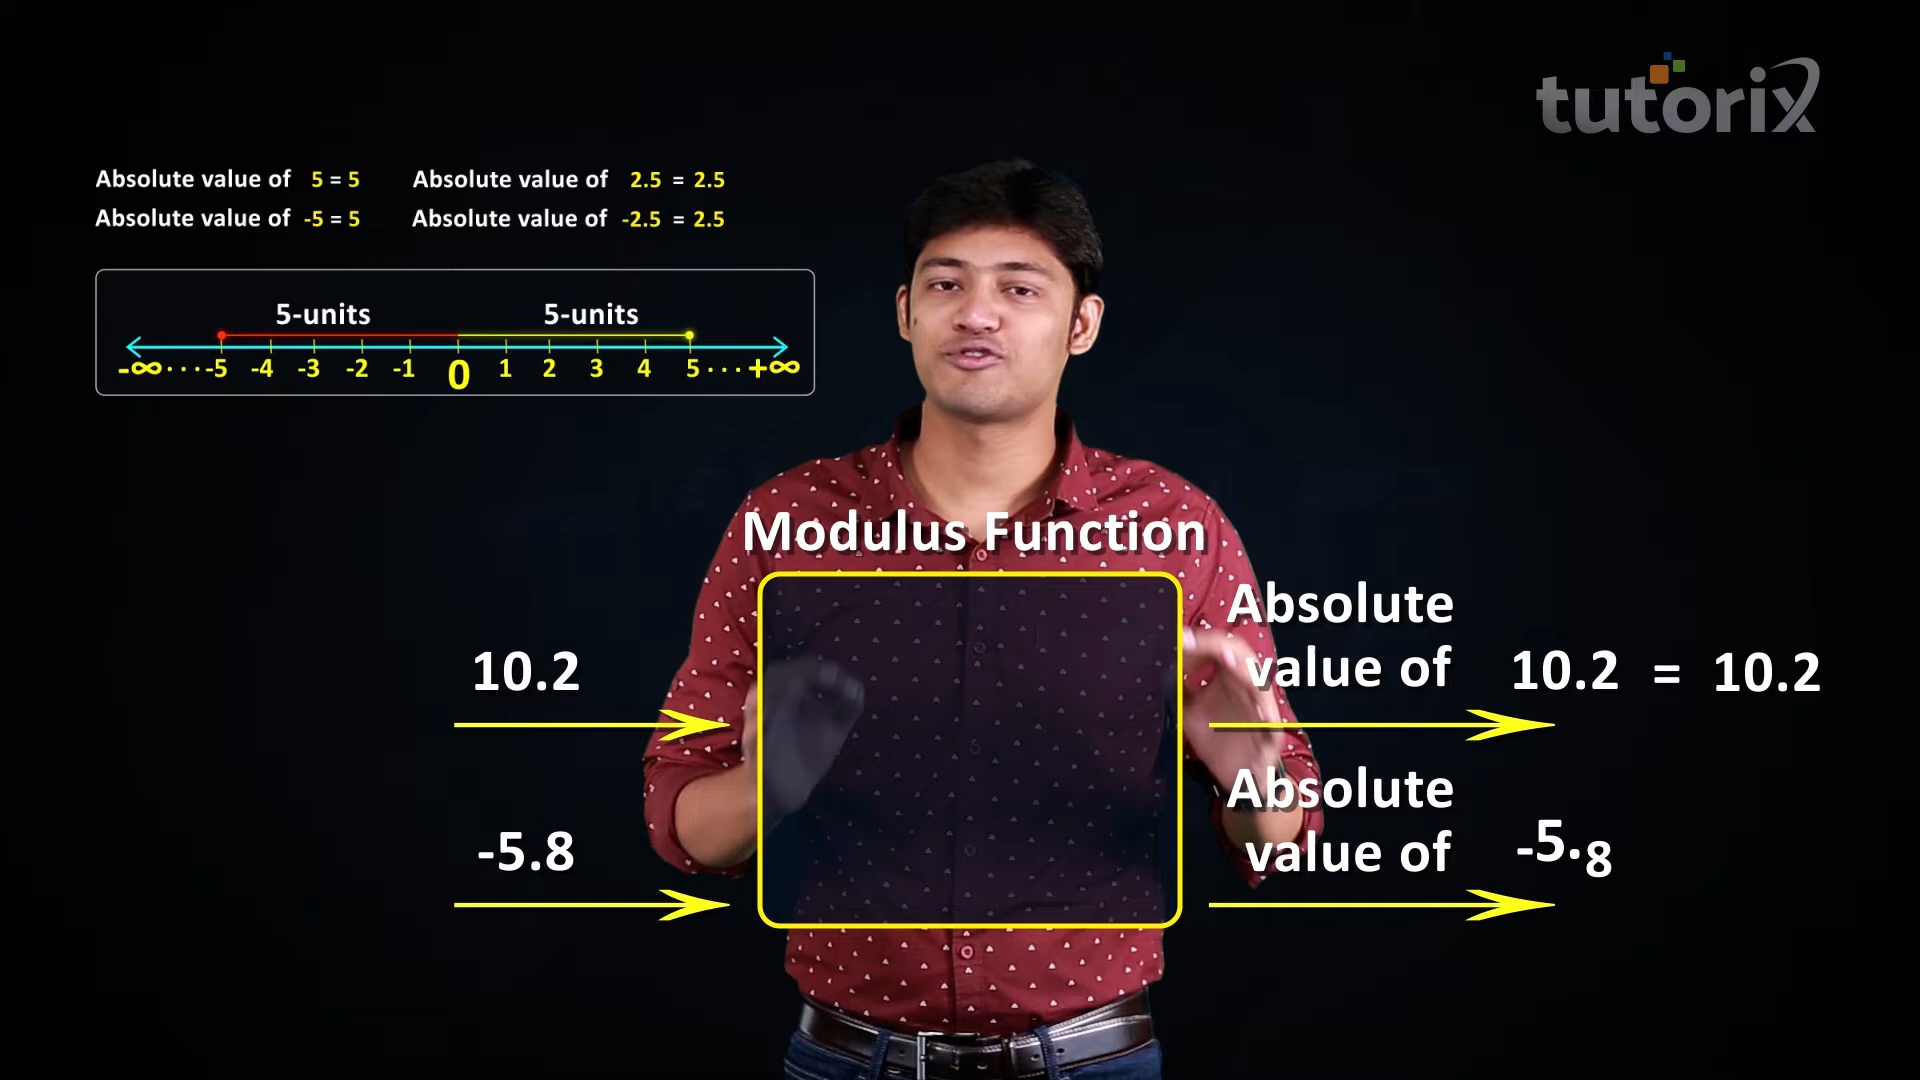 tutorix
Absolute value of 5 = 5
Absolute value of 2.5 = 2.5
Absolute value of -5 = 5
Absolute value of -2.5 = 2.5
5-units 5-units
-∞···-5 -4 -3 -2 -1 0 1 2 3 4 5···+∞
Modulus Function
10.2
Absolute
value of 10.2 = 10.2
-5.8
Absolute
value of -5.8